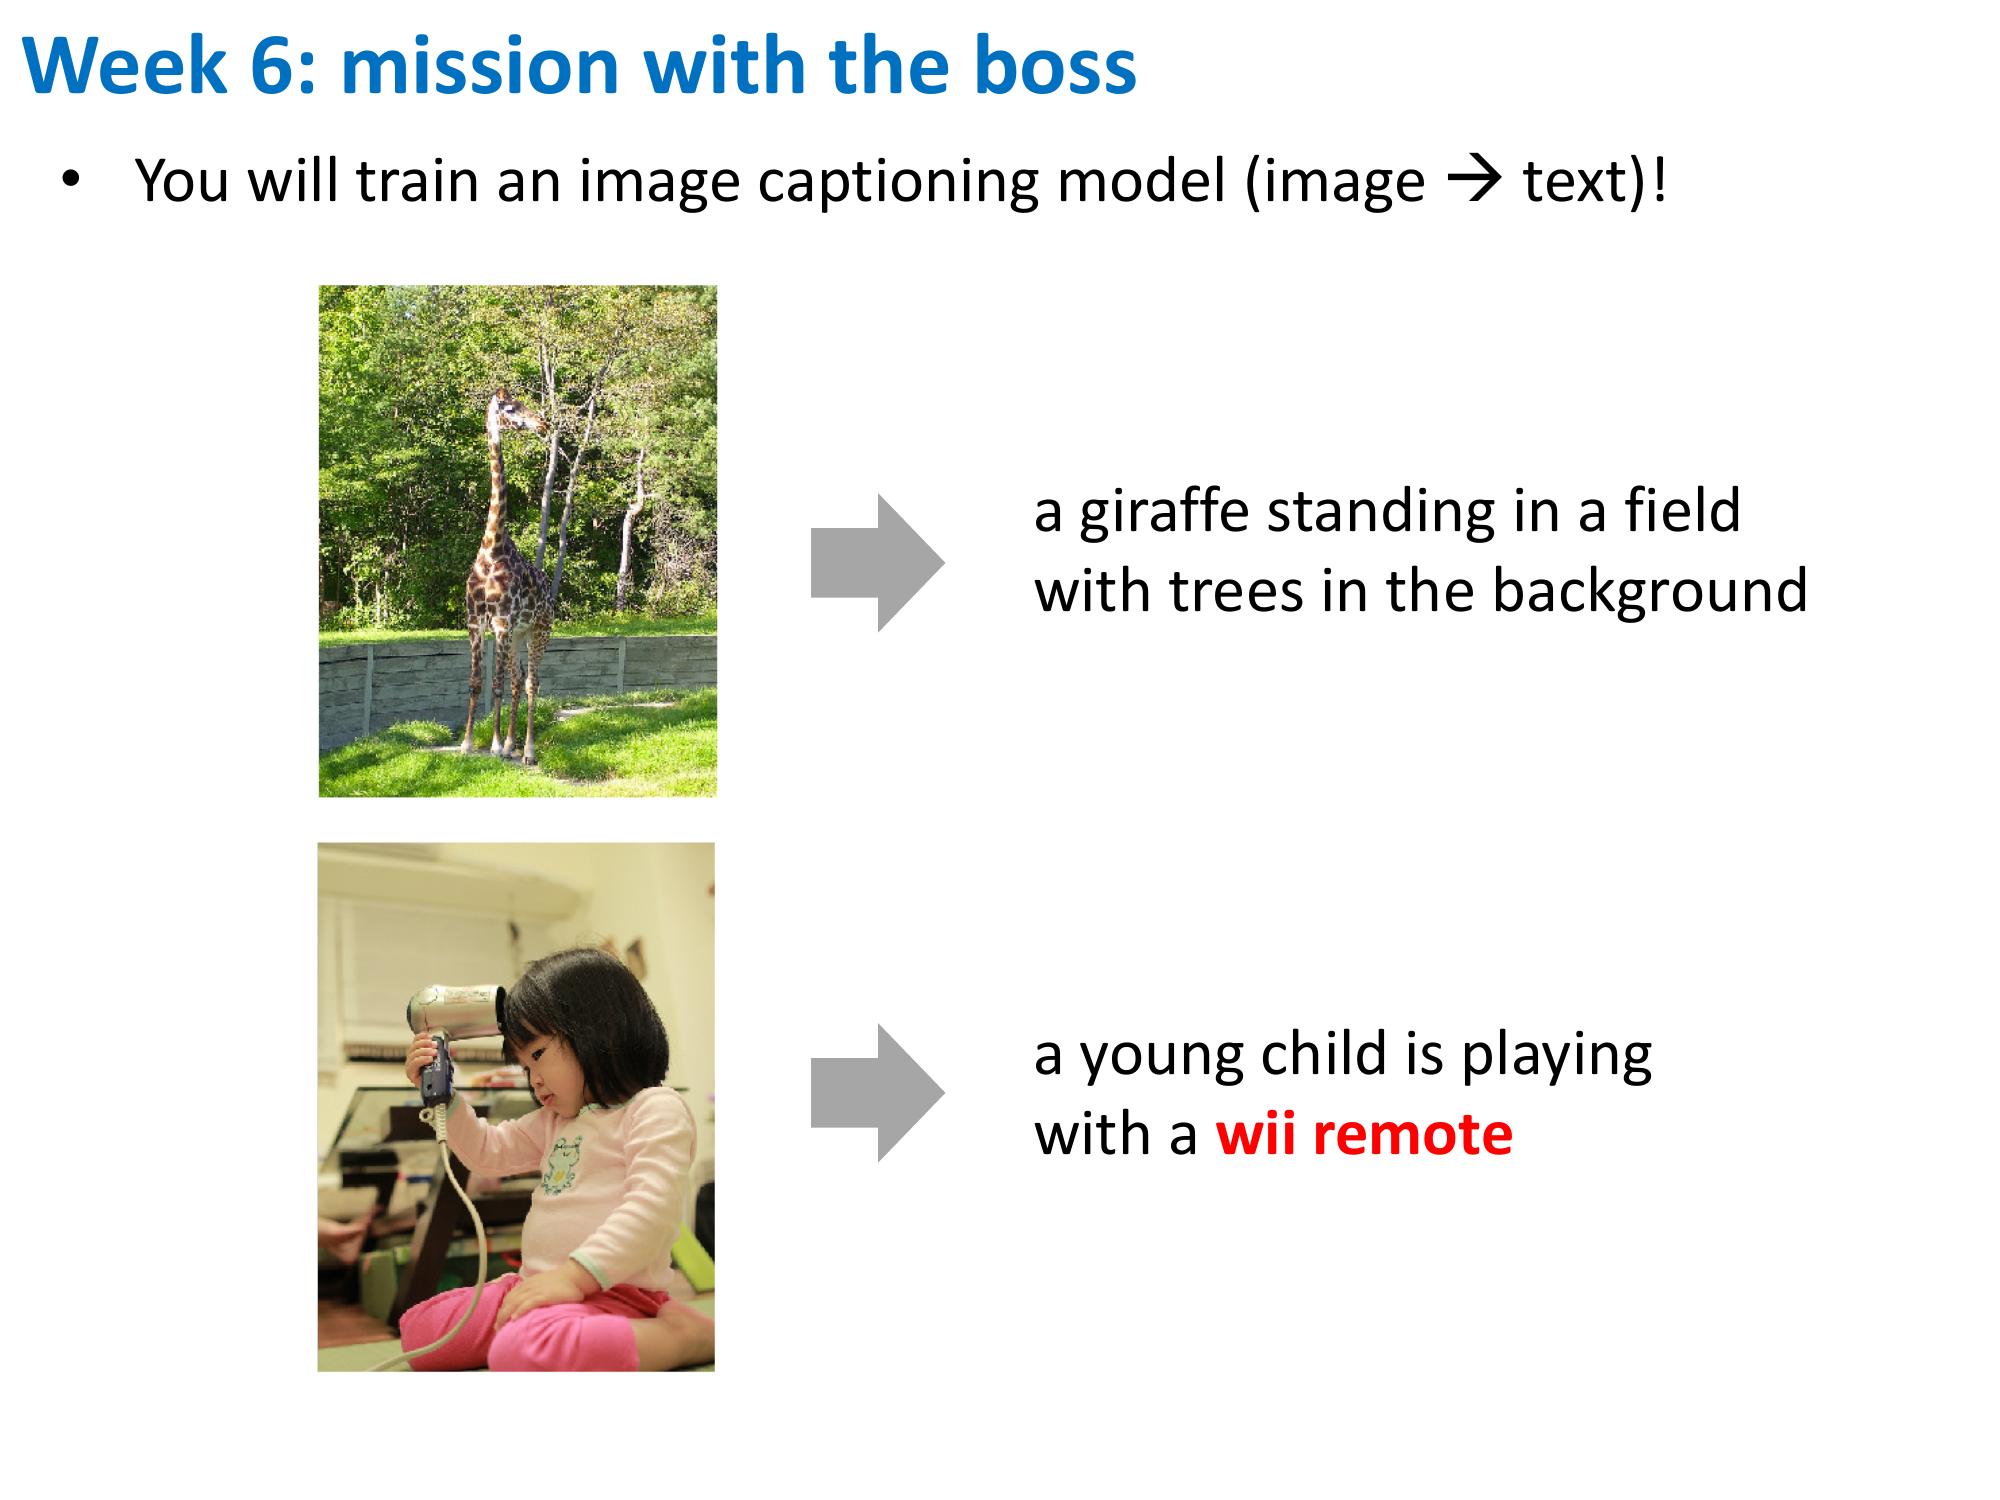 Week 6: mission with the boss
• You will train an image captioning model (image → text)!
a giraffe standing in a field
with trees in the background
a young child is playing
with a wii remote